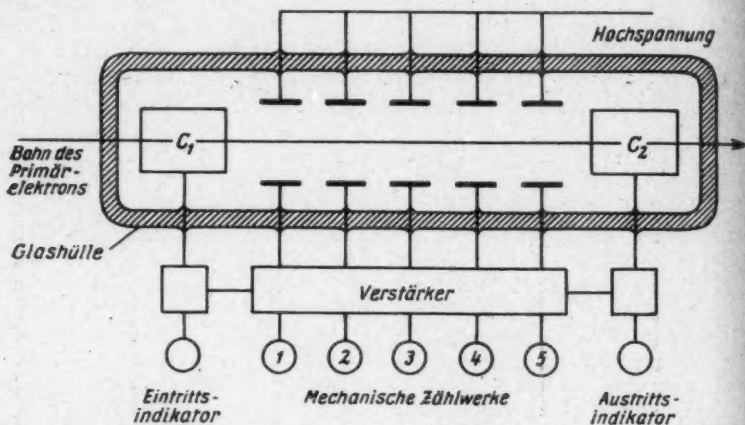 Hochspannung
C₁
C₂
Bahn des
Primär-
elektrons
Glashülle
Verstärker
1 2 3 4 5
Eintritts-
indikator
Mechanische Zählwerke
Austritts-
indikator